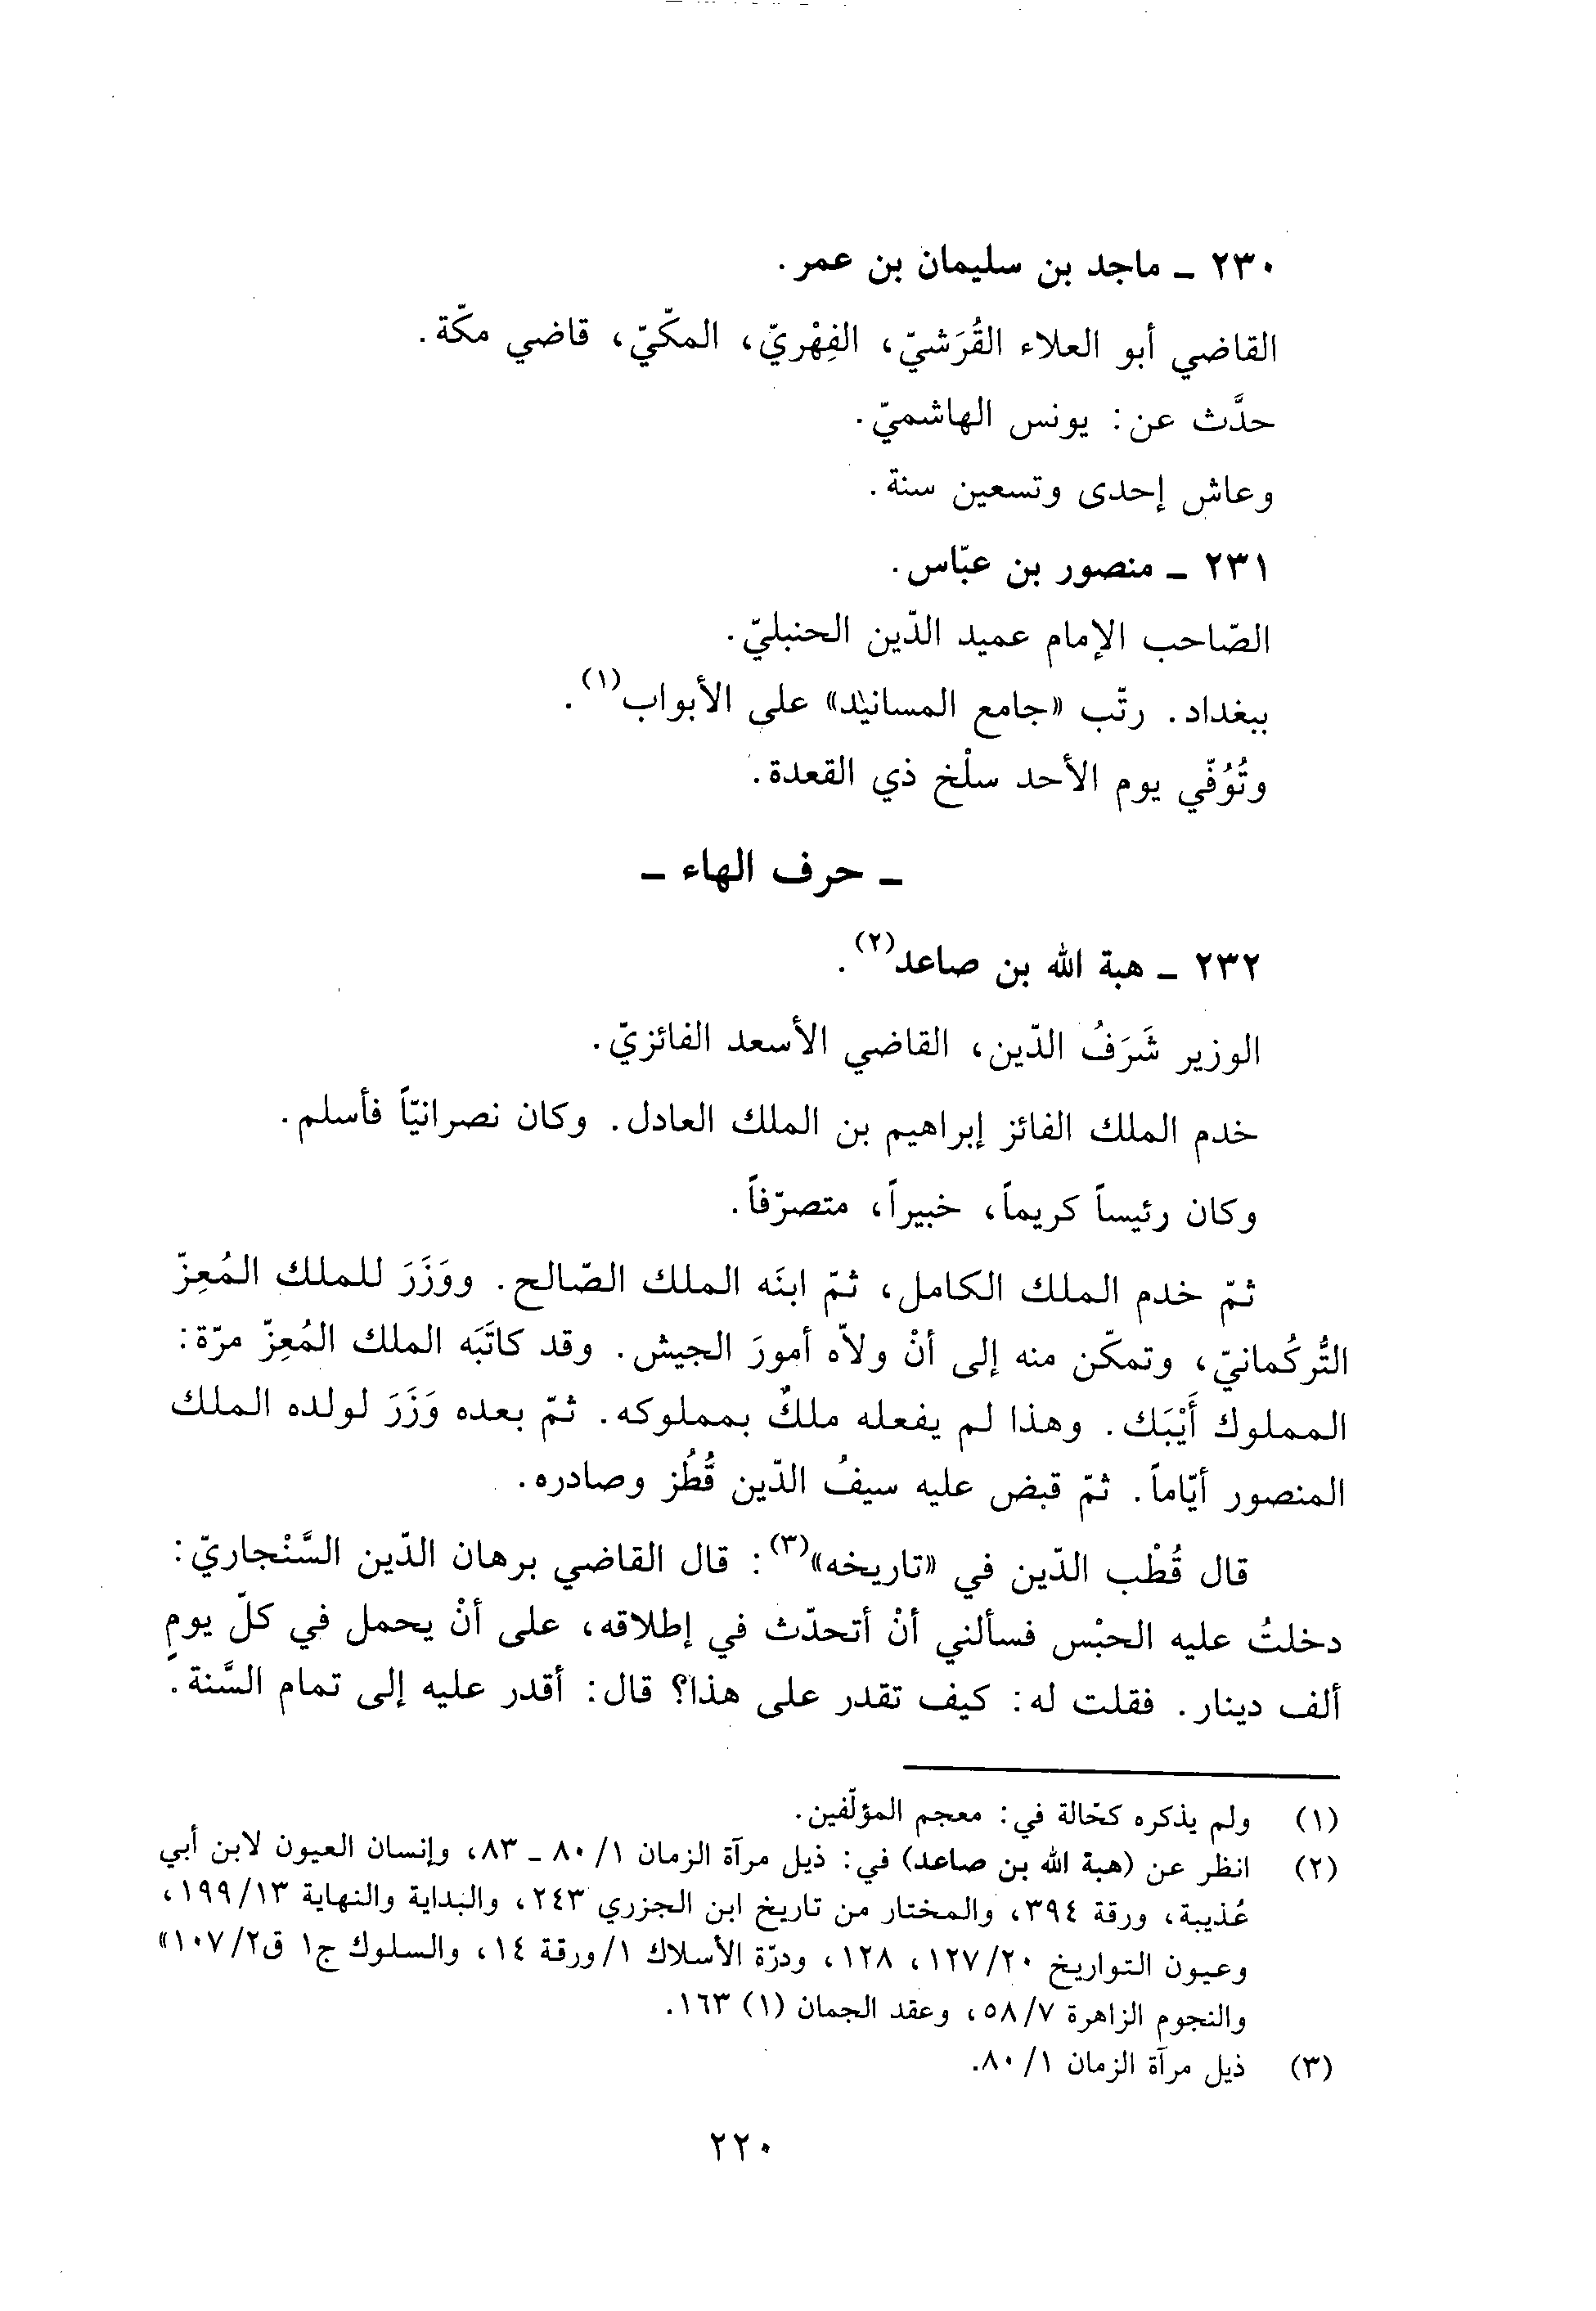 ٢٣٠ ـ ماجد بن سليمان بن عمر.
القاضي أبو العلاء القُرَشيّ، الفِهْريّ، المكّيّ، قاضي مكّة.
حدَّث عن: يونس الهاشميّ.
وعاش إحدى وتسعين سنة.
٢٣١ ـ منصور بن عبّاس.
الصّاحب الإمام عميد الدّين الحنبليّ.
ببغداد. رتّب «جامع المسانيد» على الأبواب(١).
وتُوُفّي يوم الأحد سلْخ ذي القعدة.
ـ حرف الهاء ـ
٢٣٢ ـ هبة الله بن صاعد(٢).
الوزير شَرَفُ الدّين، القاضي الأسعد الفائزيّ.
خدم الملك الفائز إبراهيم بن الملك العادل. وكان نصرانيّاً فأسلم.
وكان رئيساً كريماً، خبيراً، متصرّفاً.
ثمّ خدم الملك الكامل، ثمّ ابنَه الملك الصّالح. ووَزَرَ للملك المُعِزّ
التُّركُمانيّ، وتمكّن منه إلى أنْ ولاّه أمورَ الجيش. وقد كاتَبَه الملك المُعِزّ مرّة:
المملوك أَيْبَك. وهذا لم يفعله ملكٌ بمملوكه. ثمّ بعده وَزَرَ لولده الملك
المنصور أيّاماً. ثمّ قبض عليه سيفُ الدّين قُطُز وصادره.
قال قُطْب الدّين في «تاريخه»(٣): قال القاضي برهان الدّين السَّنْجاريّ:
دخلتُ عليه الحبْس فسألني أنْ أتحدّث في إطلاقه، على أنْ يحمل في كلّ يومٍ
ألف دينار. فقلت له: كيف تقدر على هذا؟ قال: أقدر عليه إلى تمام السَّنة.
(١) ولم يذكره كحّالة في: معجم المؤلّفين.
(٢) انظر عن (هبة الله بن صاعد) في: ذيل مرآة الزمان ١/ ٨٠ ـ ٨٣، وإنسان العيون لابن أبي
عُذيبة، ورقة ٣٩٤، والمختار من تاريخ ابن الجزري ٢٤٣، والبداية والنهاية ١٩٩/١٣،
وعيون التواريخ ١٢٧/٢٠، ١٢٨، ودرّة الأسلاك ١/ورقة ١٤، والسلوك ج١ ق١٠٧/٢»
والنجوم الزاهرة ٥٨/٧، وعقد الجمان (١) ١٦٣.
(٣) ذيل مرآة الزمان ١/ ٨٠.
٢٢٠